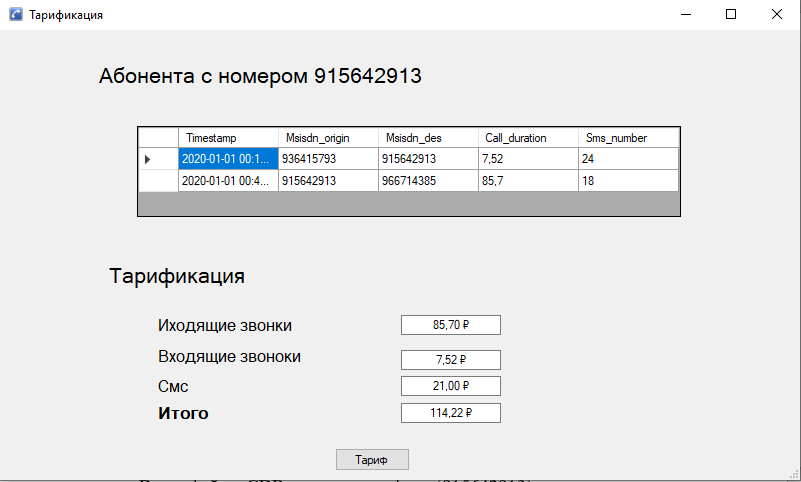 Тарификация
Абонента с номером 915642913
Timestamp Msisdn_origin Msisdn_des Call_duration Sms_number
2020-01-01 00:1... 936415793 915642913 7,52 24
2020-01-01 00:4... 915642913 966714385 85,7 18
Тарификация
Иходящие звонки 85,70 ₽
Входящие звоноки 7,52 ₽
Смс 21,00 ₽
Итого 114,22 ₽
Тариф